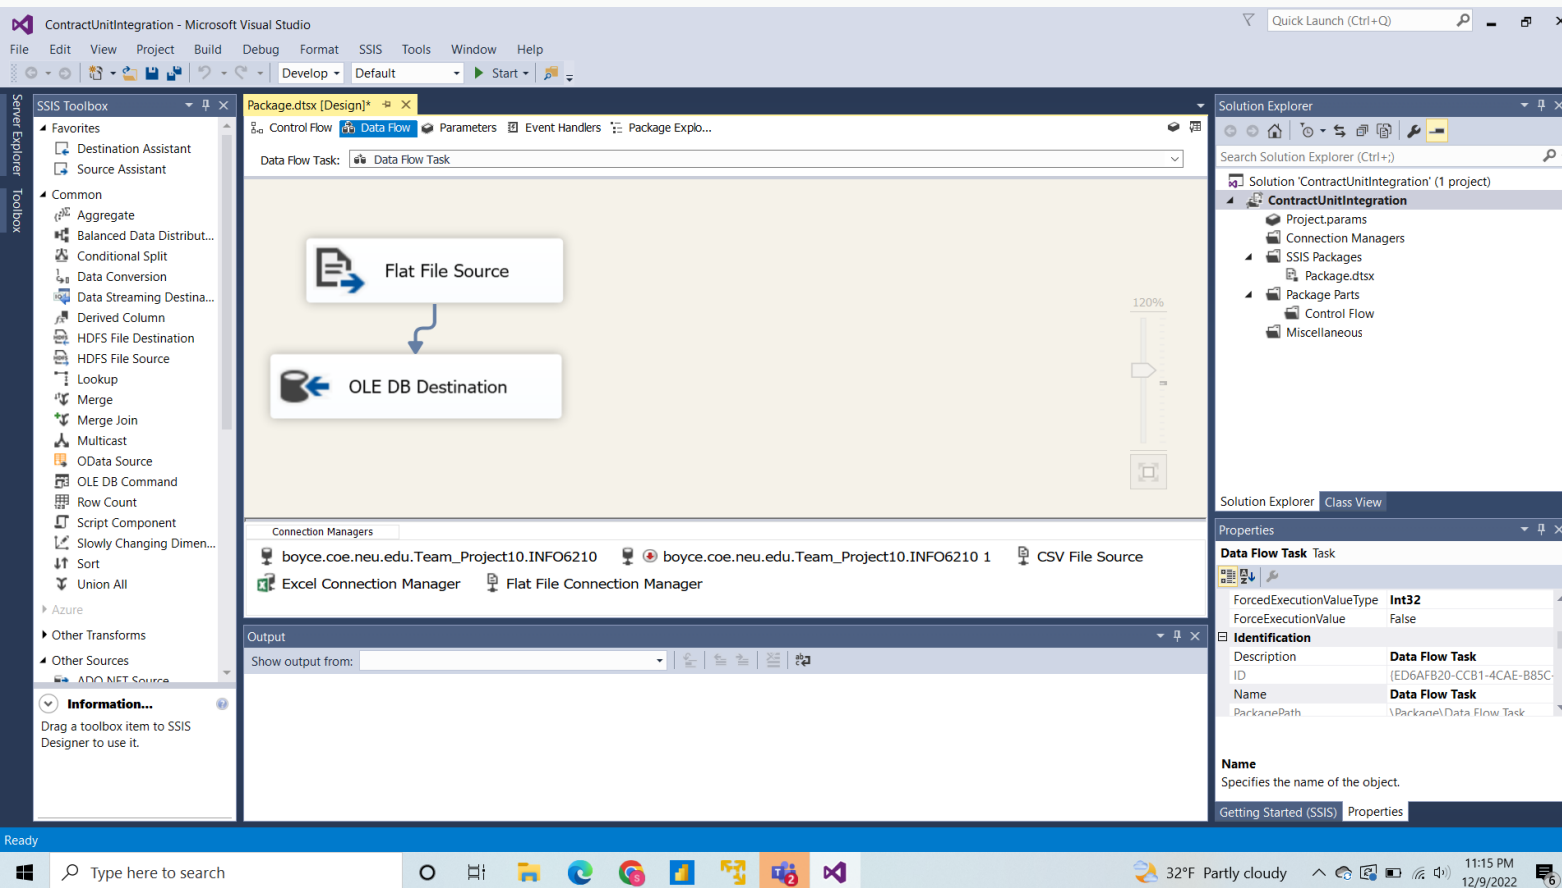 ContractUnitIntegration - Microsoft Visual Studio
Quick Launch (Ctrl+Q)
File Edit View Project Build Debug Format SSIS Tools Window Help
Develop Default Start
Server Explorer
Toolbox
SSIS Toolbox
Favorites
Destination Assistant
Source Assistant
Common
Aggregate
Balanced Data Distribut...
Conditional Split
Data Conversion
Data Streaming Destina...
Derived Column
HDFS File Destination
HDFS File Source
Lookup
Merge
Merge Join
Multicast
OData Source
OLE DB Command
Row Count
Script Component
Slowly Changing Dimen...
Sort
Union All
Azure
Other Transforms
Other Sources
ADO NET Source
Information...
Drag a toolbox item to SSIS
Designer to use it.
Package.dtsx [Design]*
Control Flow Data Flow Parameters Event Handlers Package Explo...
Data Flow Task: Data Flow Task
Flat File Source
OLE DB Destination
120%
Connection Managers
boyce.coe.neu.edu.Team_Project10.INFO6210 boyce.coe.neu.edu.Team_Project10.INFO6210 1 CSV File Source
Excel Connection Manager Flat File Connection Manager
Output
Show output from:
Solution Explorer
Search Solution Explorer (Ctrl+;)
Solution 'ContractUnitIntegration' (1 project)
ContractUnitIntegration
Project.params
Connection Managers
SSIS Packages
Package.dtsx
Package Parts
Control Flow
Miscellaneous
Solution Explorer Class View
Properties
Data Flow Task Task
ForcedExecutionValueType Int32
ForceExecutionValue False
Identification
Description Data Flow Task
ID {ED6AFB20-CCB1-4CAE-B85C-
Name Data Flow Task
PackagePath \Package\Data Flow Task
Name
Specifies the name of the object.
Getting Started (SSIS) Properties
Ready
Type here to search
2
32°F Partly cloudy
11:15 PM
12/9/2022
6